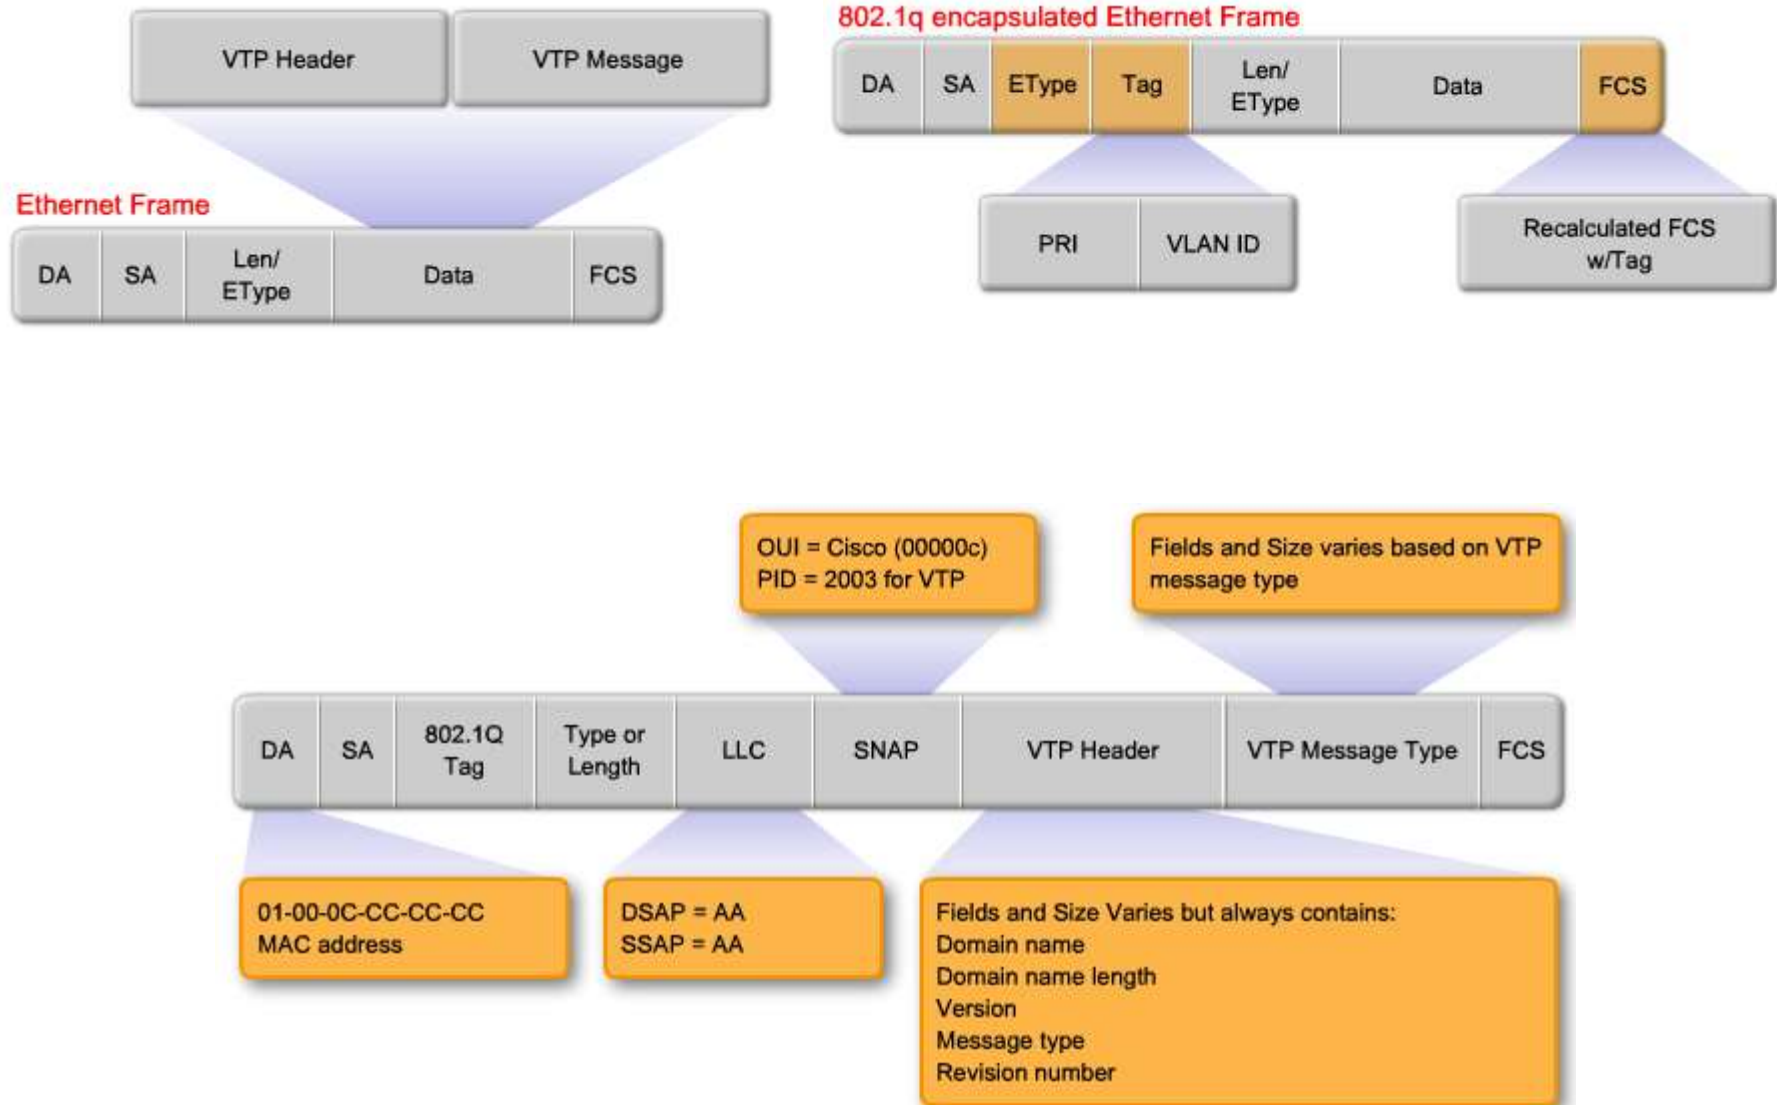 802.1q encapsulated Ethernet Frame
VTP Header
VTP Message
DA
SA
EType
Tag
Len/
EType
Data
FCS
Ethernet Frame
DA
SA
Len/
EType
Data
FCS
PRI
VLAN ID
Recalculated FCS
w/Tag
OUI = Cisco (00000c)
PID = 2003 for VTP
Fields and Size varies based on VTP
message type
DA
SA
802.1Q
Tag
Type or
Length
LLC
SNAP
VTP Header
VTP Message Type
FCS
01-00-0C-CC-CC-CC
MAC address
DSAP = AA
SSAP = AA
Fields and Size Varies but always contains:
Domain name
Domain name length
Version
Message type
Revision number